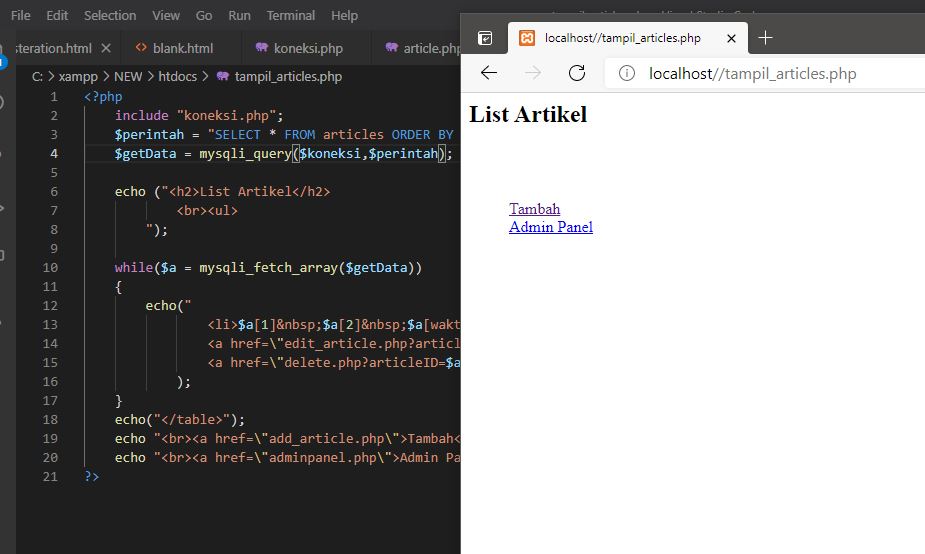 File Edit Selection View Go Run Terminal Help
steration.html blank.html koneksi.php article.php
C: > xampp > NEW > htdocs > tampil_articles.php
1 <?php
2 include "koneksi.php";
3 $perintah = "SELECT * FROM articles ORDER BY
4 $getData = mysqli_query($koneksi,$perintah);
5
6 echo ("<h2>List Artikel</h2>
7 <br><ul>
8 ");
9
10 while($a = mysqli_fetch_array($getData))
11 {
12 echo("
13 <li>$a[1]&nbsp;$a[2]&nbsp;$a[wakt
14 <a href=\"edit_article.php?articl
15 <a href=\"delete.php?articleID=$a
16 );
17 }
18 echo("</table>");
19 echo "<br><a href=\"add_article.php\">Tambah<
20 echo "<br><a href=\"adminpanel.php\">Admin Pa
21 ?>
localhost//tampil_articles.php
localhost//tampil_articles.php
List Artikel
Tambah
Admin Panel